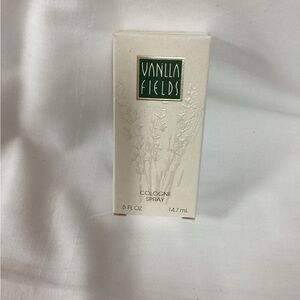 VANILLA
FIELDS
COLOGNE
SPRAY
.5 FL OZ 14.7 mL